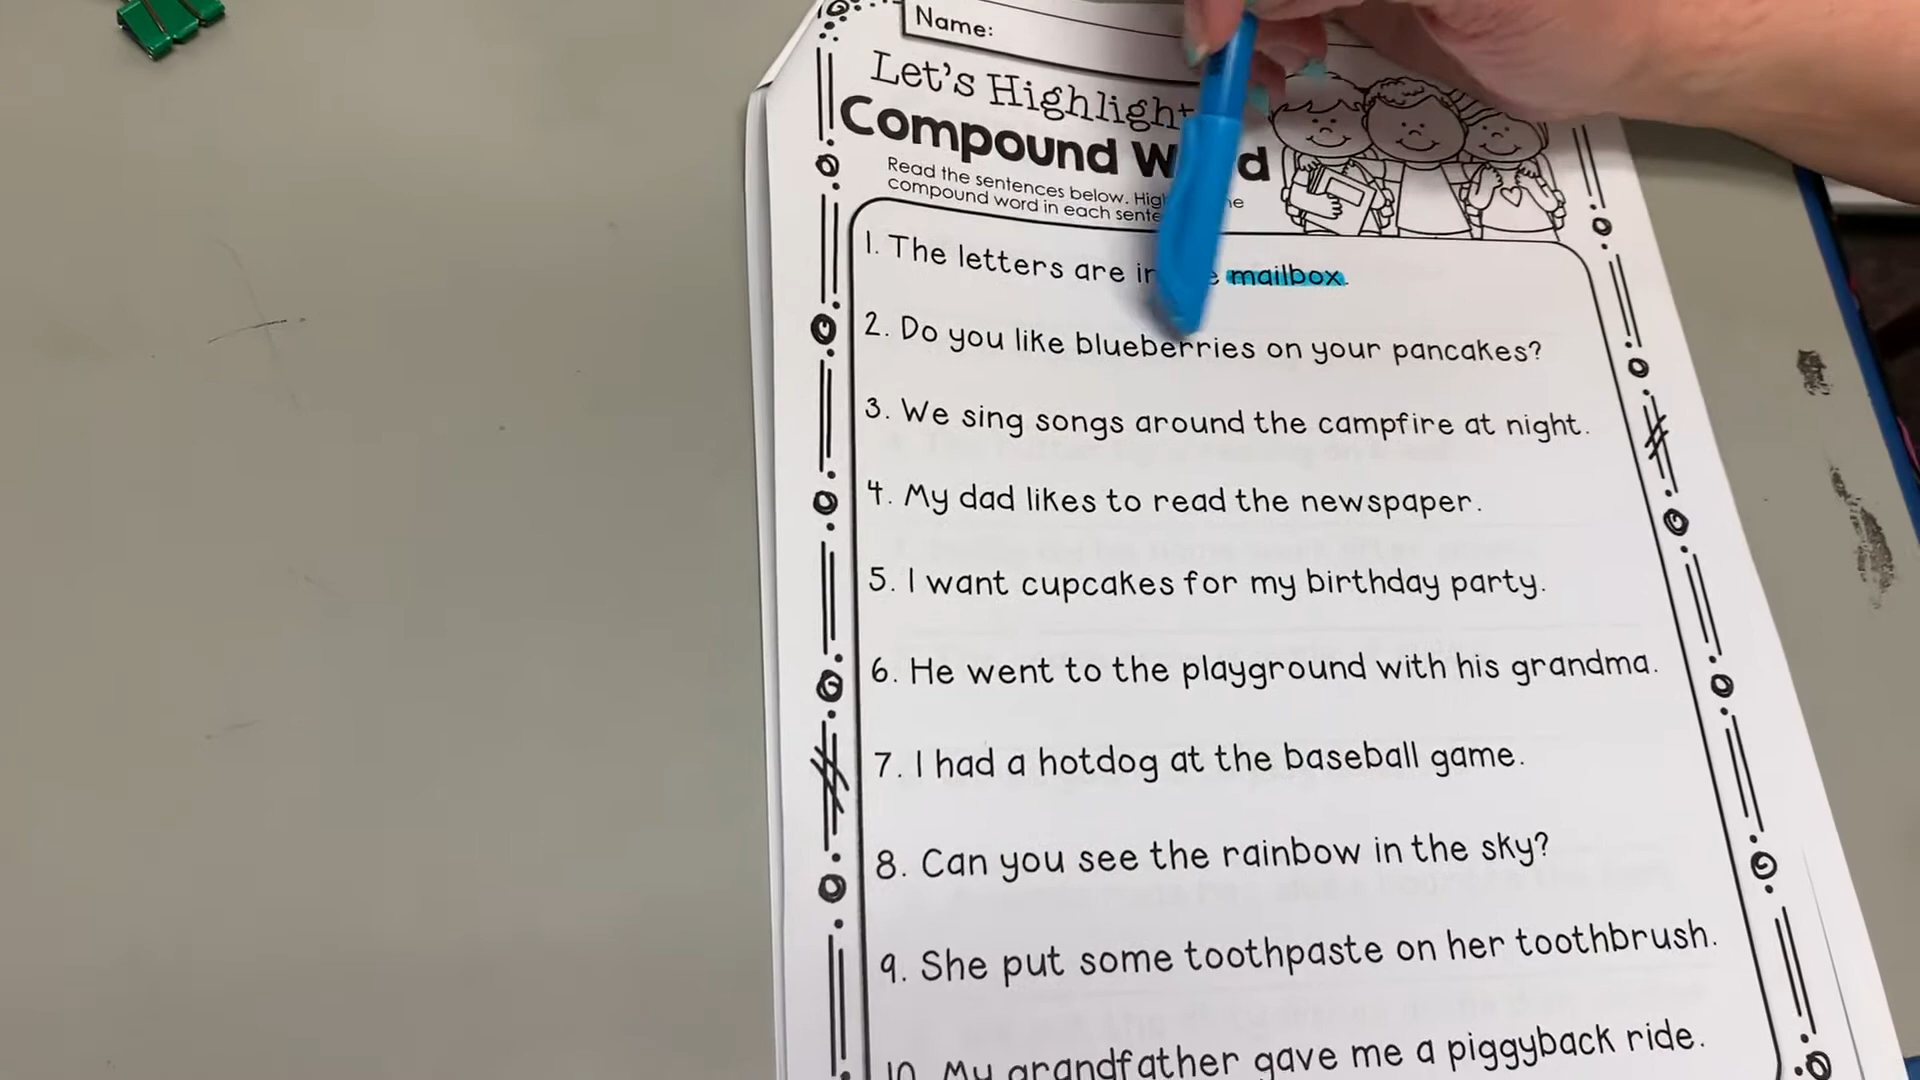 Name:
Let's Highlight
Compound W d
Read the sentences below. Hig he
compound word in each sente
1. The letters are in mailbox.
2. Do you like blueberries on your pancakes?
3. We sing songs around the campfire at night.
4. My dad likes to read the newspaper.
5. I want cupcakes for my birthday party.
6. He went to the playground with his grandma.
7. I had a hotdog at the baseball game.
8. Can you see the rainbow in the sky?
9. She put some toothpaste on her toothbrush.
10. My grandfather gave me a piggyback ride.